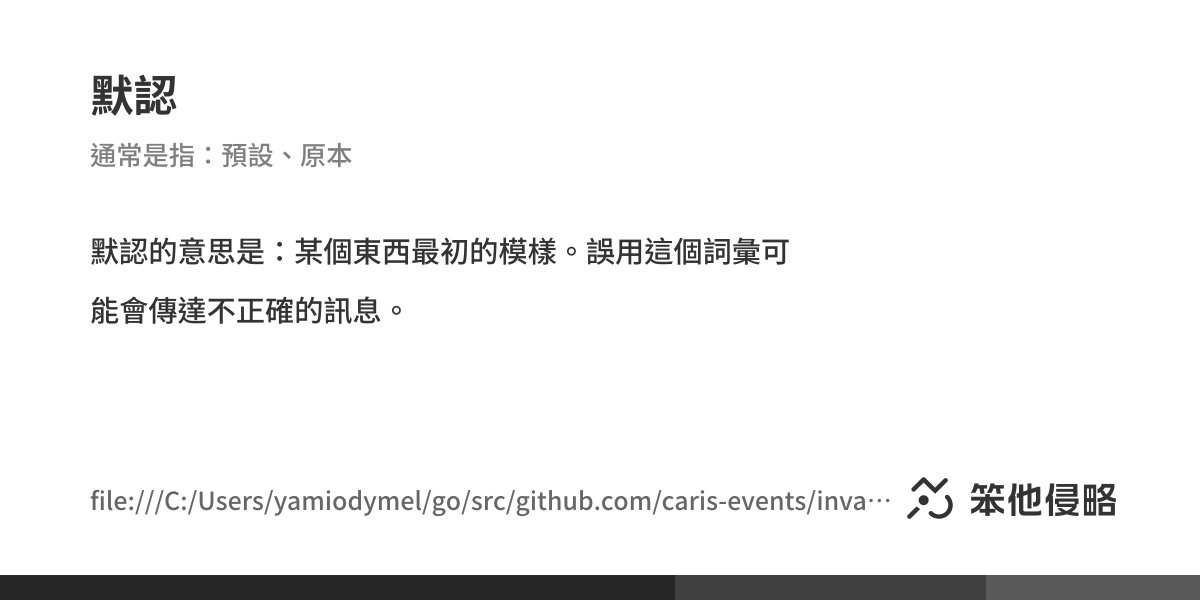 默認
通常是指：預設、原本
默認的意思是：某個東西最初的模樣。誤用這個詞彙可
能會傳達不正確的訊息。
file:///C:/Users/yamiodymel/go/src/github.com/caris-events/inva⋯
笨他侵略